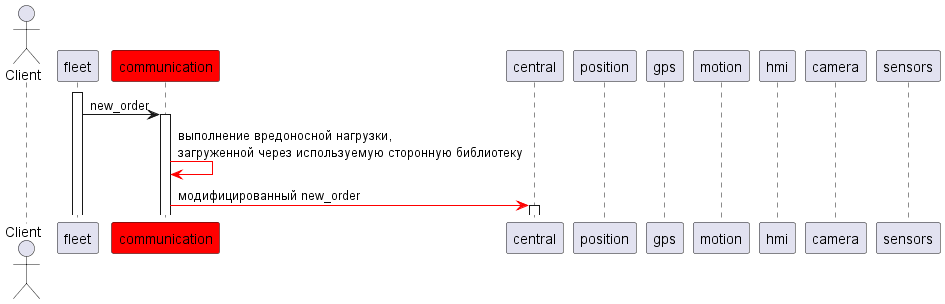 Client
fleet
communication
central
position
gps
motion
hmi
camera
sensors
new_order
выполнение вредоносной нагрузки,
загруженной через используемую сторонную библиотеку
модифицированный new_order
Client
fleet
communication
central
position
gps
motion
hmi
camera
sensors